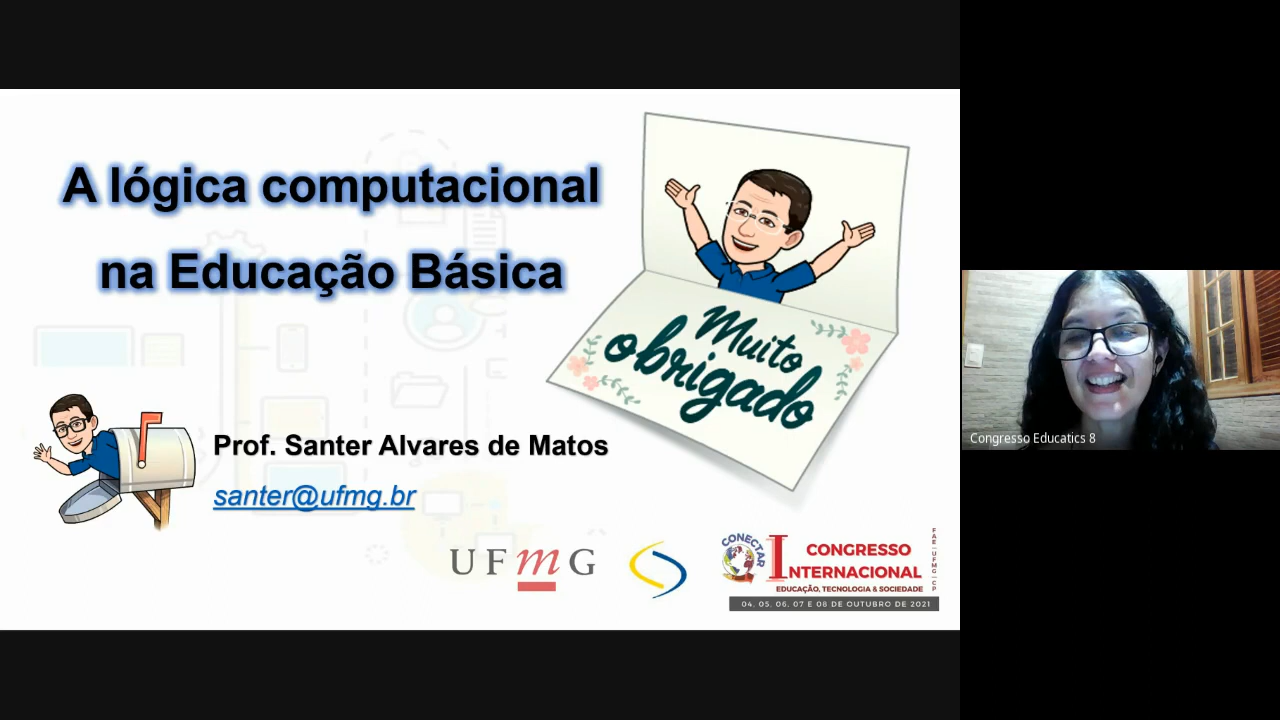 A lógica computacional
na Educação Básica
Muito
obrigado
Prof. Santer Alvares de Matos
santer@ufmg.br
UFmG
CONECTAR
I CONGRESSO
INTERNACIONAL
EDUCAÇÃO, TECNOLOGIA & SOCIEDADE
FAE - UFMG - CP
04, 05, 06, 07 E 08 DE OUTUBRO DE 2021
Congresso Educatics 8